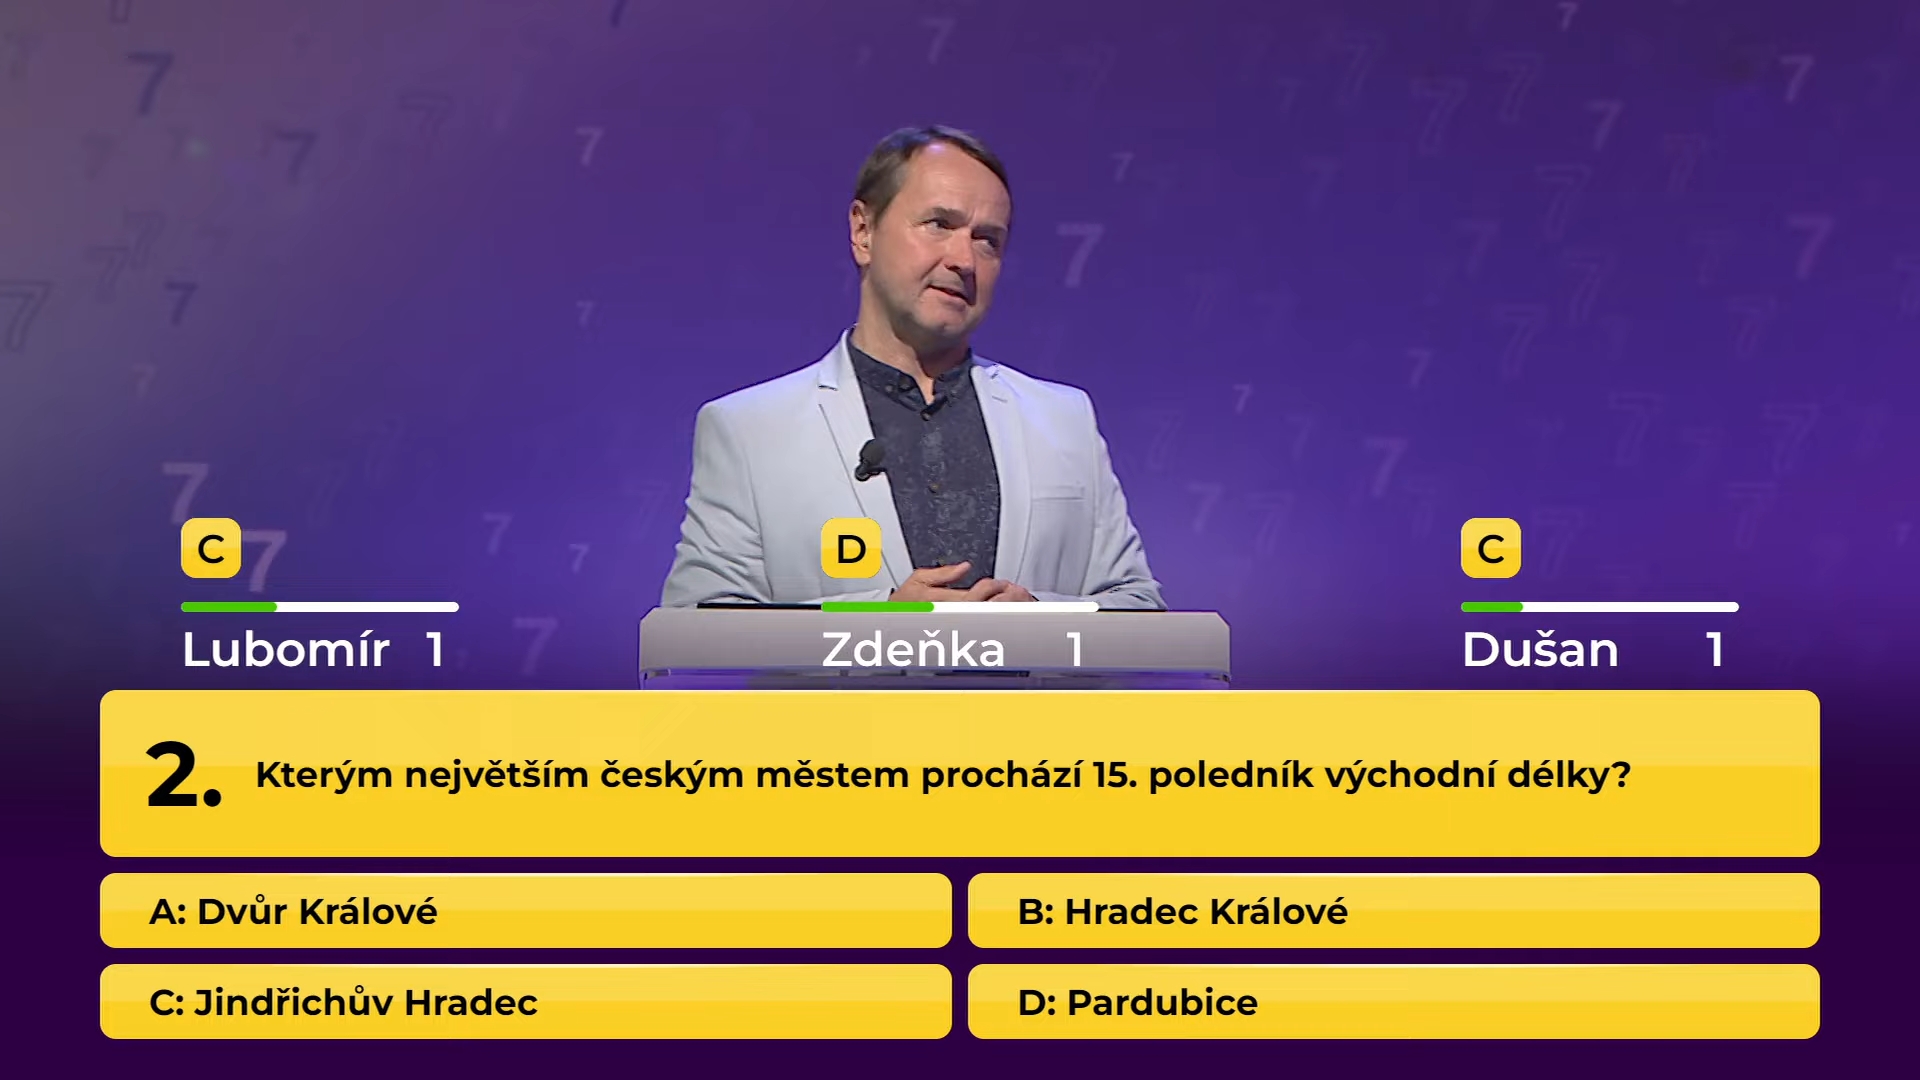 C
D
C
Lubomír 1
Zdeňka 1
Dušan 1
2. Kterým největším českým městem prochází 15. poledník východní délky?
A: Dvůr Králové
B: Hradec Králové
C: Jindřichův Hradec
D: Pardubice